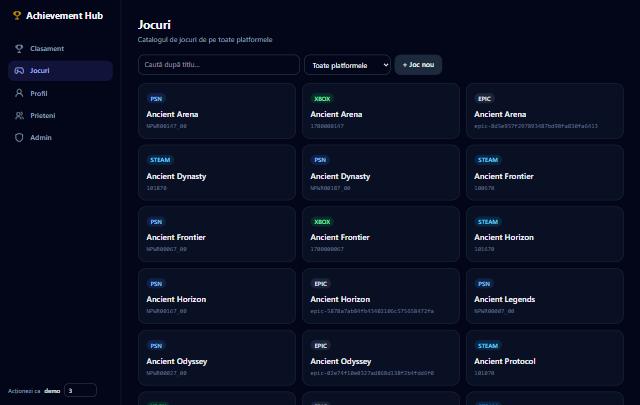 Achievement Hub
Clasament
Jocuri
Profil
Prieteni
Admin
Acționezi ca demo 3
Jocuri
Catalogul de jocuri de pe toate platformele
Caută după titlu...
Toate platformele
+ Joc nou
PSN
Ancient Arena
NPWR00147_00
XBOX
Ancient Arena
1700000147
EPIC
Ancient Arena
STEAM
Ancient Dynasty
101870
PSN
Ancient Dynasty
NPWR00187_00
STEAM
Ancient Frontier
100670
PSN
Ancient Frontier
NPWR00067_00
XBOX
Ancient Frontier
1700000067
STEAM
Ancient Horizon
101670
PSN
Ancient Horizon
NPWR00167_00
EPIC
Ancient Horizon
PSN
Ancient Legends
NPWR00007_00
PSN
Ancient Odyssey
NPWR00027_00
EPIC
Ancient Odyssey
STEAM
Ancient Protocol
101070